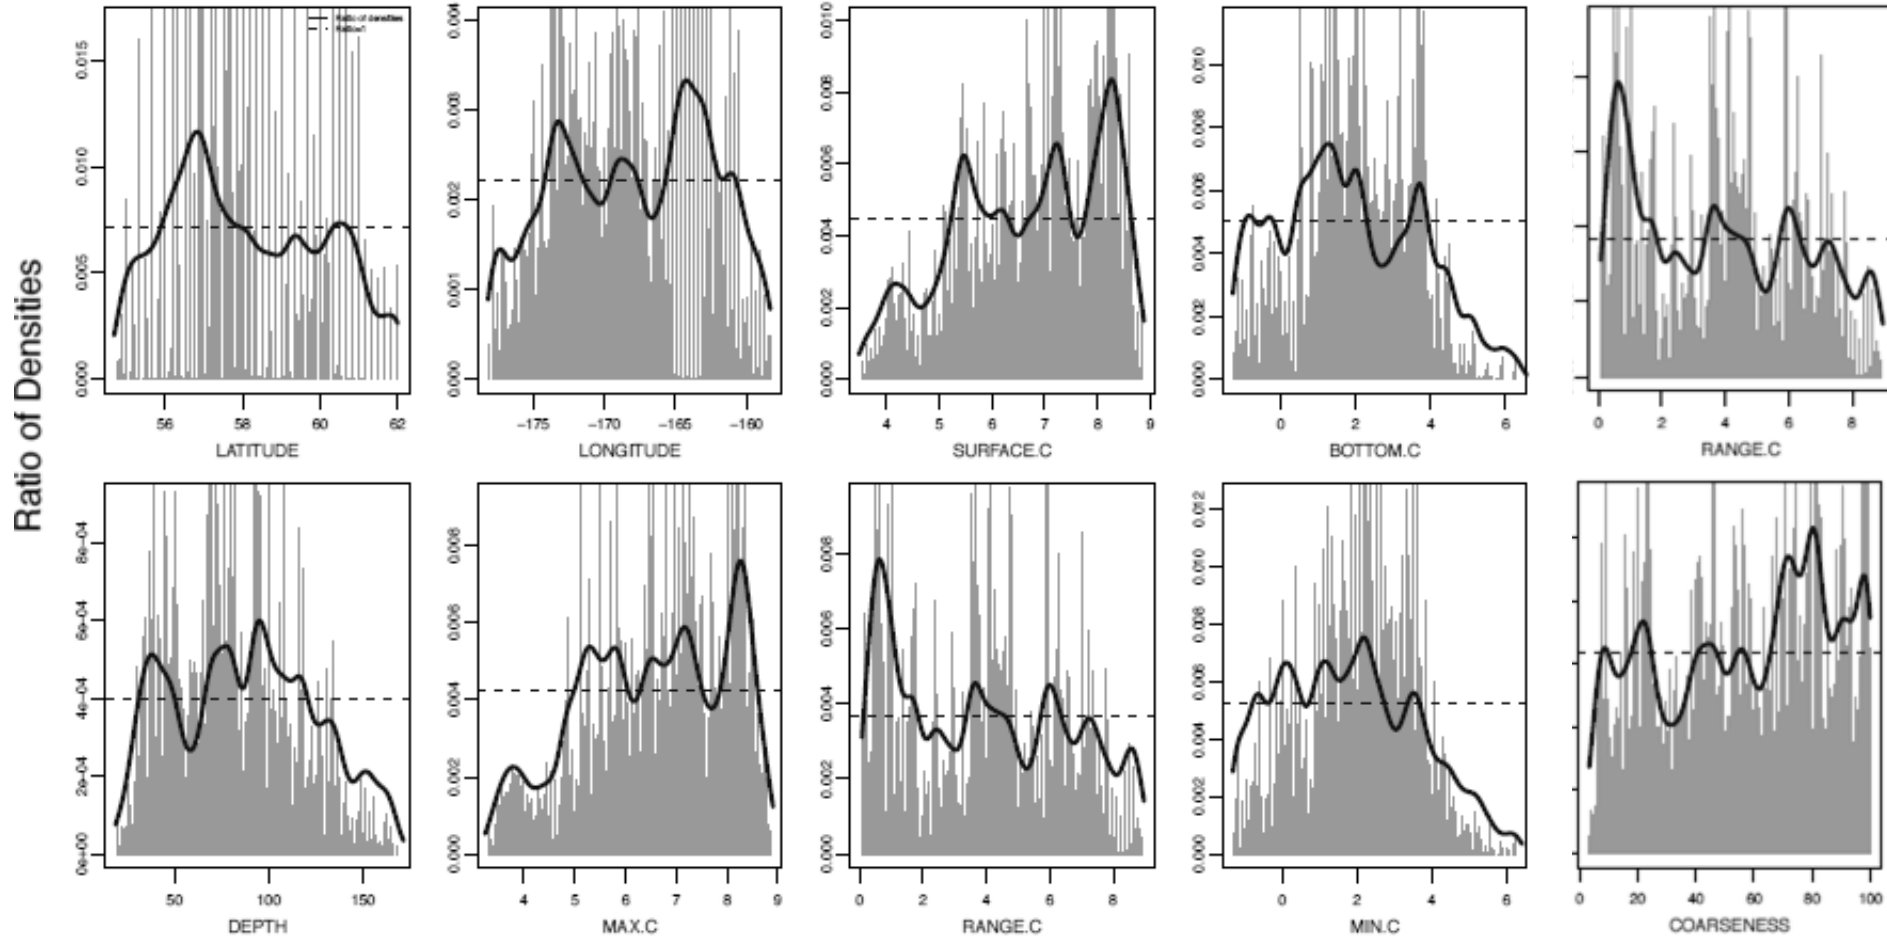 Ratio of Densities
Ratio of densities
0.000 0.005 0.010 0.015
56 58 60 62
LATITUDE
0.000 0.001 0.002 0.003 0.004
−175 −170 −165 −160
LONGITUDE
0.000 0.002 0.004 0.006 0.008 0.010
4 5 6 7 8 9
SURFACE.C
0.000 0.002 0.004 0.006 0.008 0.010
0 2 4 6
BOTTOM.C
0 2 4 6 8
RANGE.C
0e+00 2e−04 4e−04 6e−04 8e−04
50 100 150
DEPTH
0.000 0.002 0.004 0.006 0.008
4 5 6 7 8 9
MAX.C
0.000 0.002 0.004 0.006 0.008
0 2 4 6 8
RANGE.C
0.000 0.002 0.004 0.006 0.008 0.010 0.012
0 2 4 6
MIN.C
0 20 40 60 80 100
COARSENESS